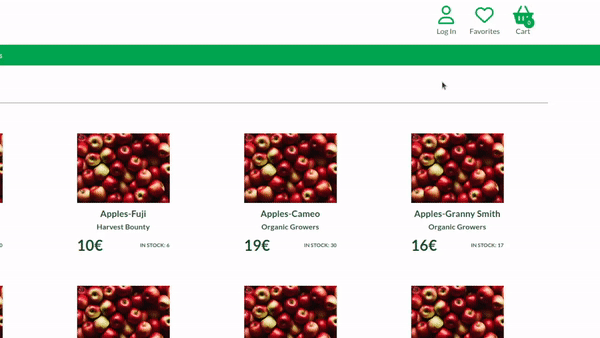 Log In Favorites Cart
Apples-Fuji Apples-Cameo Apples-Granny Smith
Harvest Bounty Organic Growers Organic Growers
10€ IN STOCK: 6 19€ IN STOCK: 30 16€ IN STOCK: 17